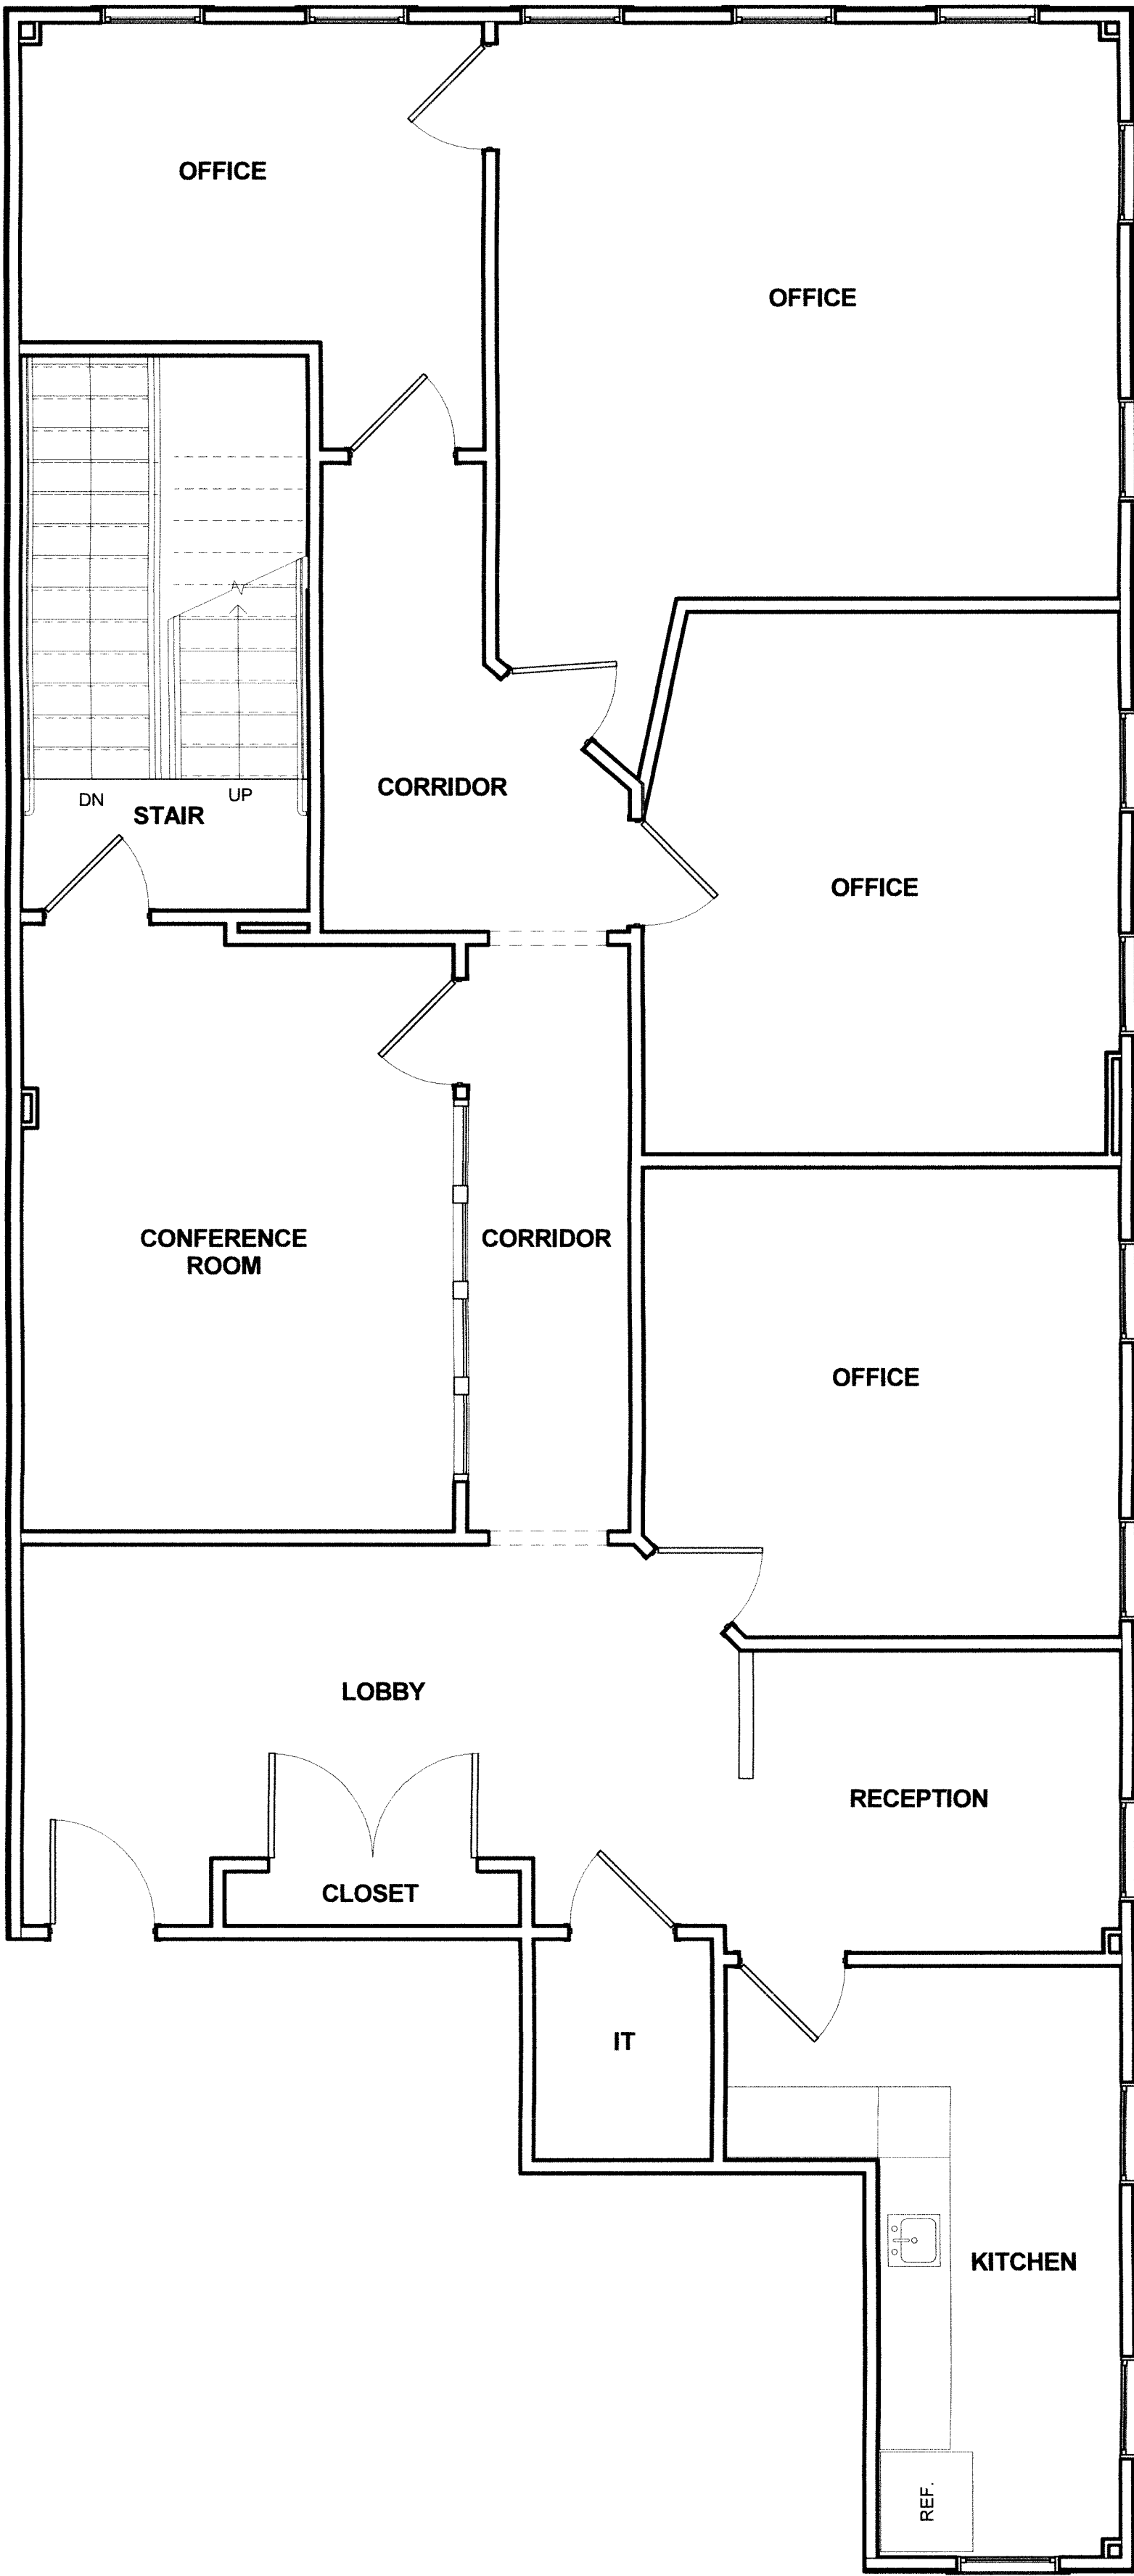 OFFICE
OFFICE
CORRIDOR
DN
UP
STAIR
OFFICE
CONFERENCE
ROOM
CORRIDOR
OFFICE
LOBBY
RECEPTION
CLOSET
IT
KITCHEN
REF.